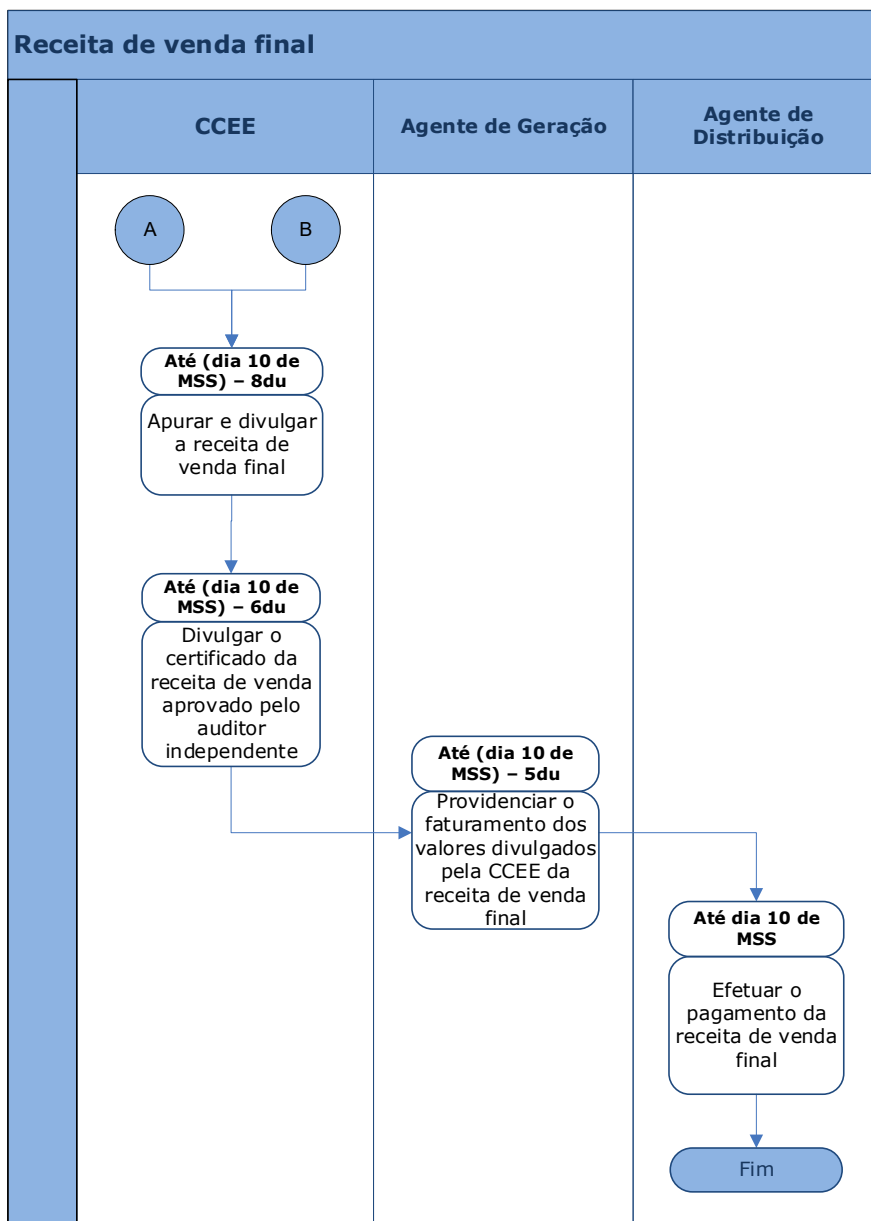 Receita de venda final
CCEE
Agente de Geração
Agente de
Distribuição
A
B
Até (dia 10 de
MSS) – 8du
Apurar e divulgar
a receita de
venda final
Até (dia 10 de
MSS) – 6du
Divulgar o
certificado da
receita de venda
aprovado pelo
auditor
independente
Até (dia 10 de
MSS) – 5du
Providenciar o
faturamento dos
valores divulgados
pela CCEE da
receita de venda
final
Até dia 10 de
MSS
Efetuar o
pagamento da
receita de venda
final
Fim